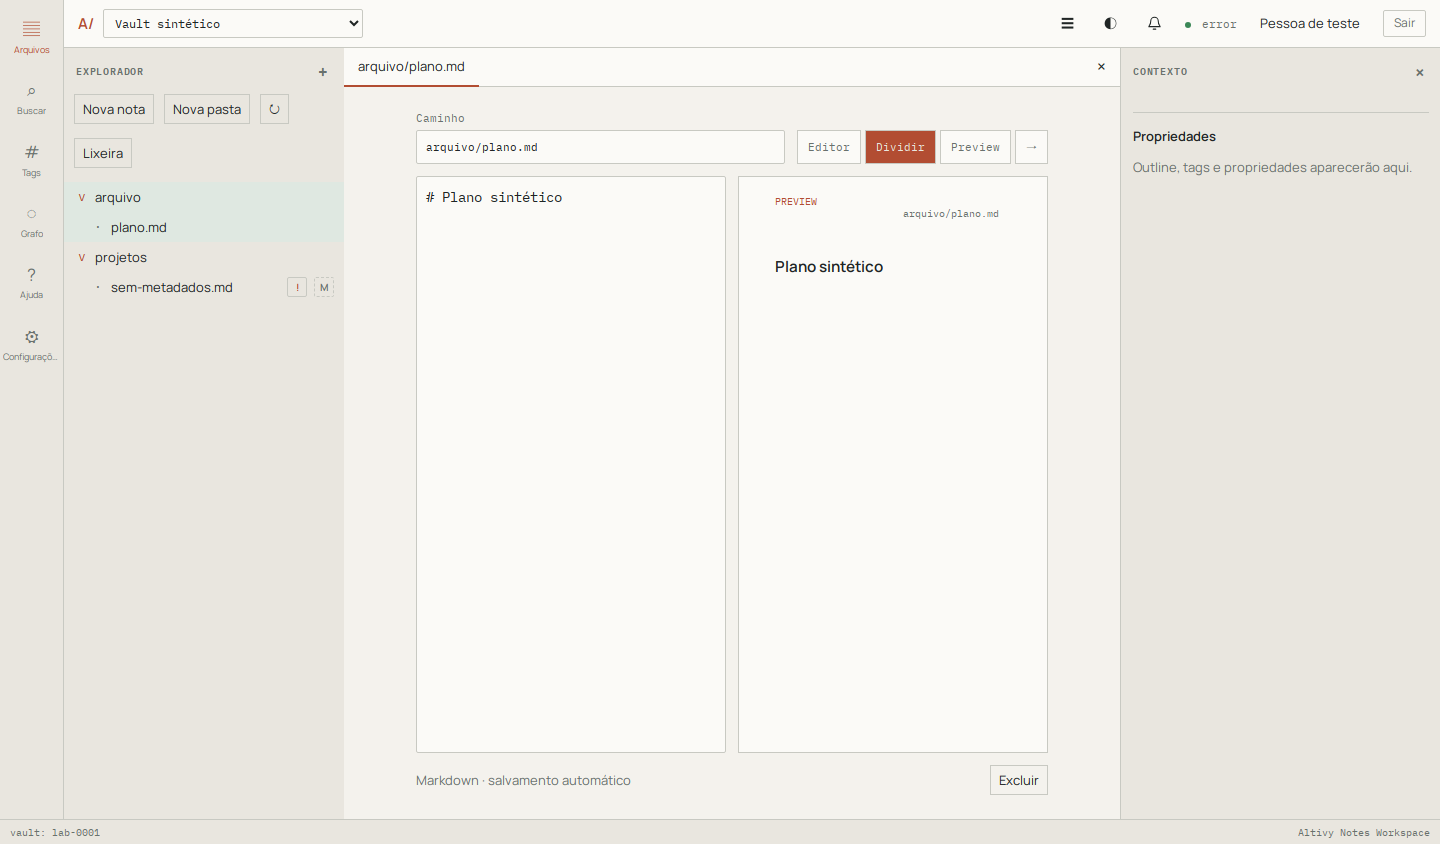 Arquivos
Buscar
#
Tags
Grafo
?
Ajuda
Configuraçõ…
A/
Vault sintético
error
Pessoa de teste
Sair
EXPLORADOR
+
Nova nota
Nova pasta
Lixeira
arquivo
plano.md
projetos
sem-metadados.md
!
M
arquivo/plano.md
×
Caminho
arquivo/plano.md
Editor
Dividir
Preview
→
# Plano sintético
PREVIEW
arquivo/plano.md
Plano sintético
Markdown · salvamento automático
Excluir
CONTEXTO
×
Propriedades
Outline, tags e propriedades aparecerão aqui.
vault: lab-0001
Altivy Notes Workspace